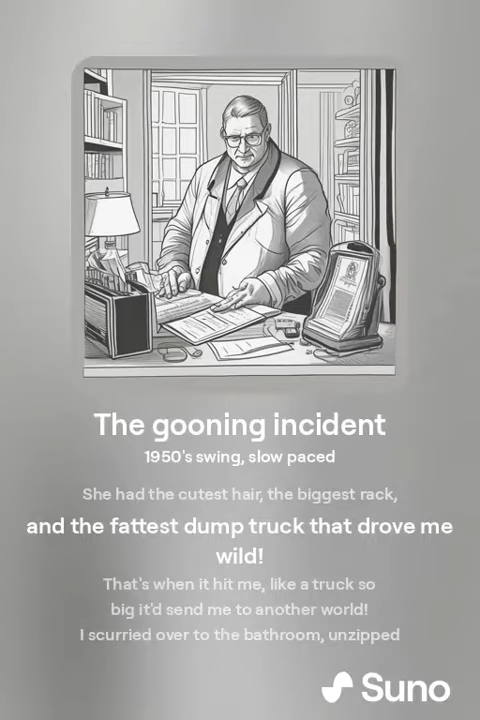 The gooning incident
1950's swing, slow paced
She had the cutest hair, the biggest rack,
and the fattest dump truck that drove me
wild!
That's when it hit me, like a truck so
big it'd send me to another world!
I scurried over to the bathroom, unzipped
Suno